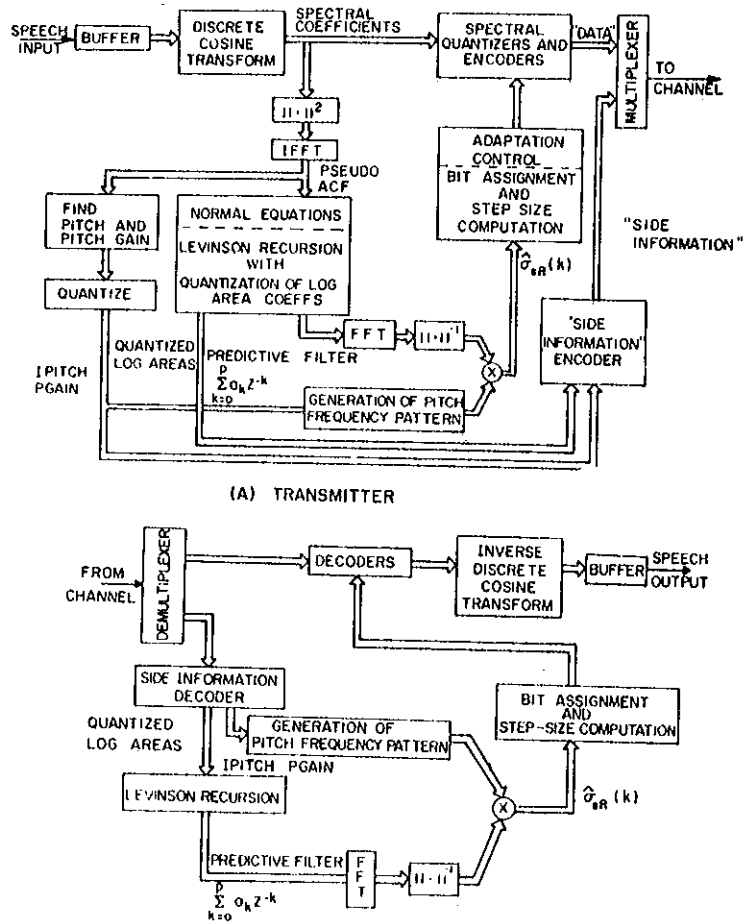 SPEECH
INPUT
BUFFER
DISCRETE
COSINE
TRANSFORM
SPECTRAL
COEFFICIENTS
SPECTRAL
QUANTIZERS AND
ENCODERS
"DATA"
MULTIPLEXER
TO
CHANNEL
||·||²
IFFT
PSEUDO
ACF
ADAPTATION
CONTROL
BIT ASSIGNMENT
AND
STEP SIZE
COMPUTATION
FIND
PITCH AND
PITCH GAIN
NORMAL EQUATIONS
LEVINSON RECURSION
WITH
QUANTIZATION OF LOG
AREA COEFFS
"SIDE
INFORMATION"
QUANTIZE
σ̂sR(k)
FFT
||·||⁻¹
"SIDE
INFORMATION"
ENCODER
IPITCH
PGAIN
QUANTIZED
LOG AREAS
PREDICTIVE FILTER
p
Σ aₖ z⁻ᵏ
k=0
X
GENERATION OF PITCH
FREQUENCY PATTERN
(A) TRANSMITTER
FROM
CHANNEL
DEMULTIPLEXER
DECODERS
INVERSE
DISCRETE
COSINE
TRANSFORM
BUFFER
SPEECH
OUTPUT
SIDE INFORMATION
DECODER
QUANTIZED
LOG AREAS
GENERATION OF
PITCH FREQUENCY PATTERN
BIT ASSIGNMENT
AND
STEP-SIZE COMPUTATION
IPITCH PGAIN
LEVINSON RECURSION
X
σ̂sR(k)
PREDICTIVE FILTER
p
Σ aₖ z⁻ᵏ
k=0
FFT
||·||⁻¹